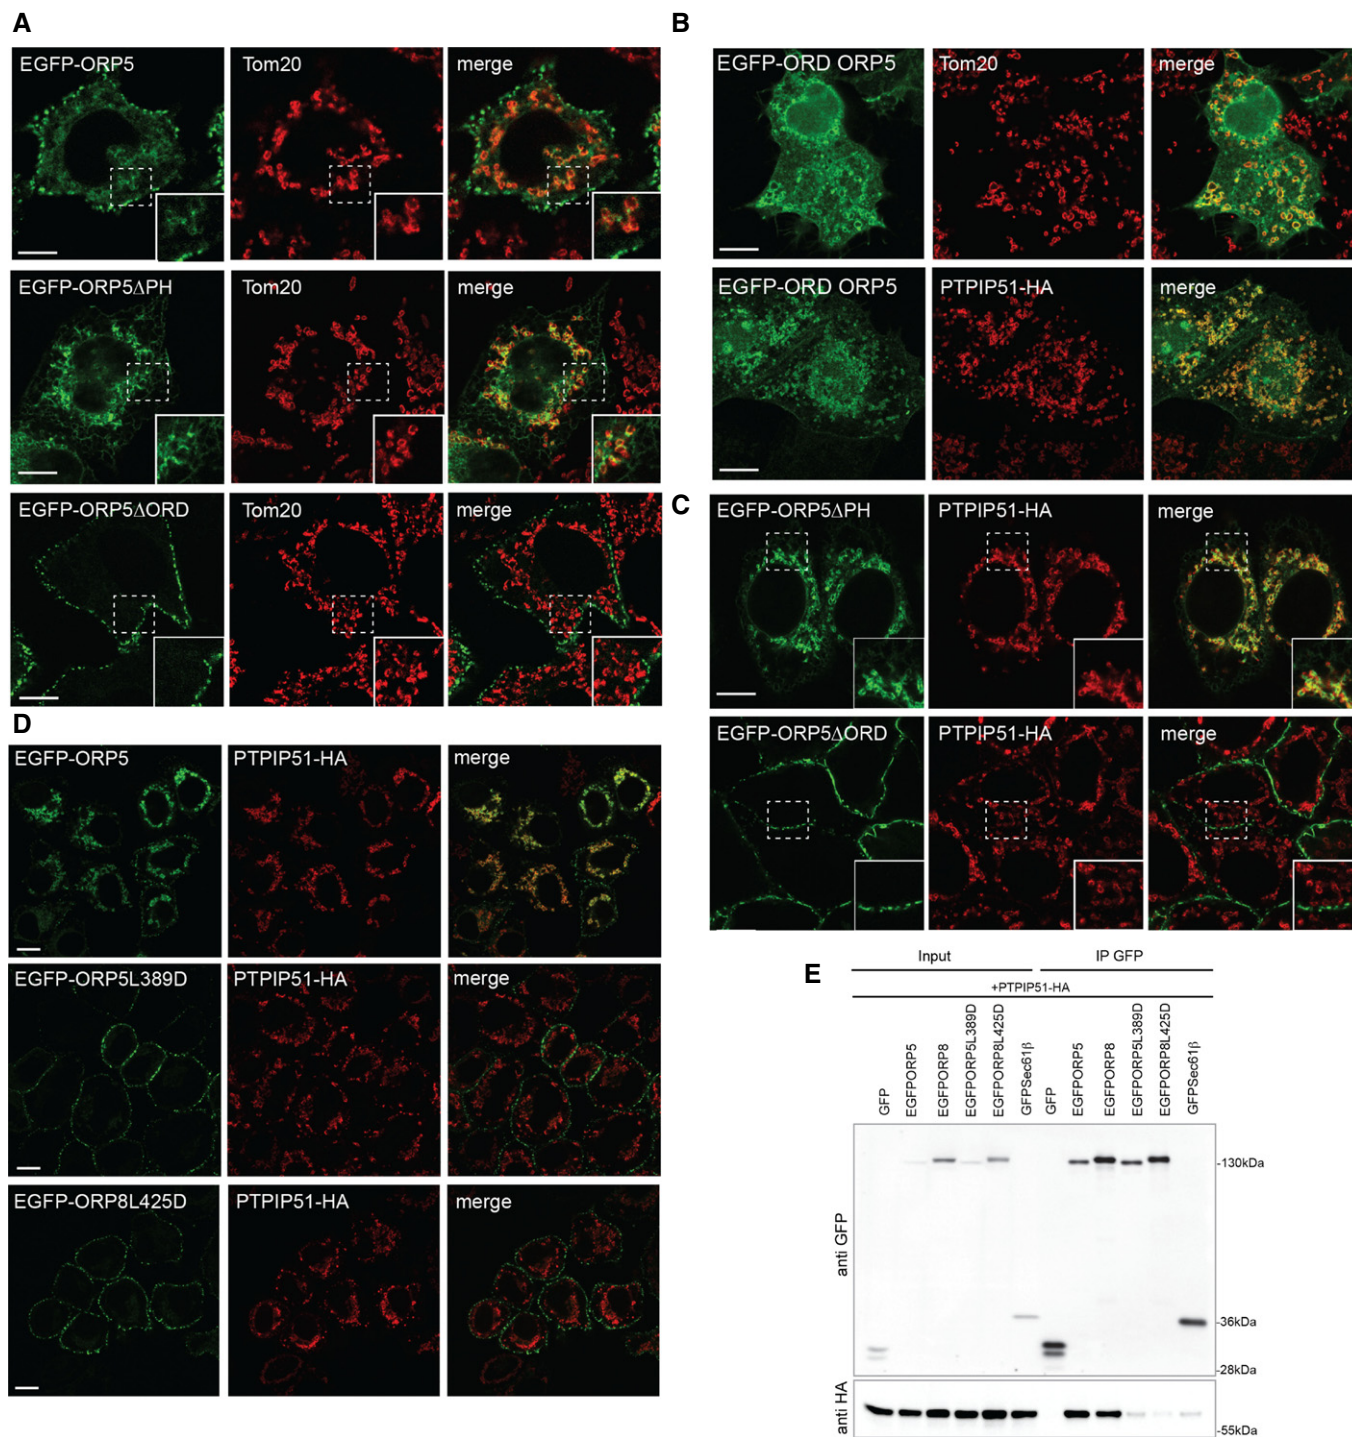 A
EGFP-ORP5
Tom20
merge
EGFP-ORP5ΔPH
Tom20
merge
EGFP-ORP5ΔORD
Tom20
merge
B
EGFP-ORD ORP5
Tom20
merge
EGFP-ORD ORP5
PTPIP51-HA
merge
C
EGFP-ORP5ΔPH
PTPIP51-HA
merge
EGFP-ORP5ΔORD
PTPIP51-HA
merge
D
EGFP-ORP5
PTPIP51-HA
merge
EGFP-ORP5L389D
PTPIP51-HA
merge
EGFP-ORP8L425D
PTPIP51-HA
merge
E
Input
IP GFP
+PTPIP51-HA
GFP
EGFPORP5
EGFPORP8
EGFPORP5L389D
EGFPORP8L425D
GFPSec61β
GFP
EGFPORP5
EGFPORP8
EGFPORP5L389D
EGFPORP8L425D
GFPSec61β
anti GFP
-130kDa
-36kDa
-28kDa
anti HA
-55kDa